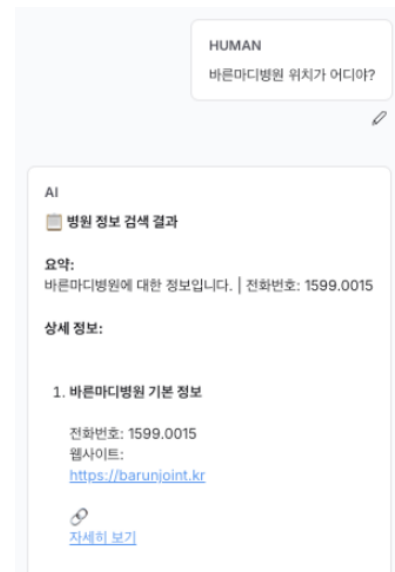 HUMAN
바른마디병원 위치가 어디야?
AI
📋 병원 정보 검색 결과
요약:
바른마디병원에 대한 정보입니다. | 전화번호: 1599.0015
상세 정보:
1. 바른마디병원 기본 정보
전화번호: 1599.0015
웹사이트:
https://barunjoint.kr
🔗
자세히 보기